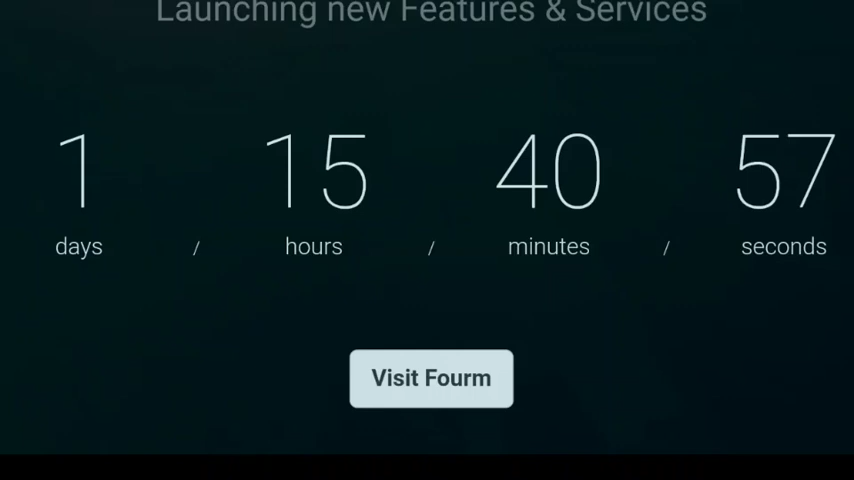 Launching new Features & Services
1 15 40 57
days / hours / minutes / seconds
Visit Fourm